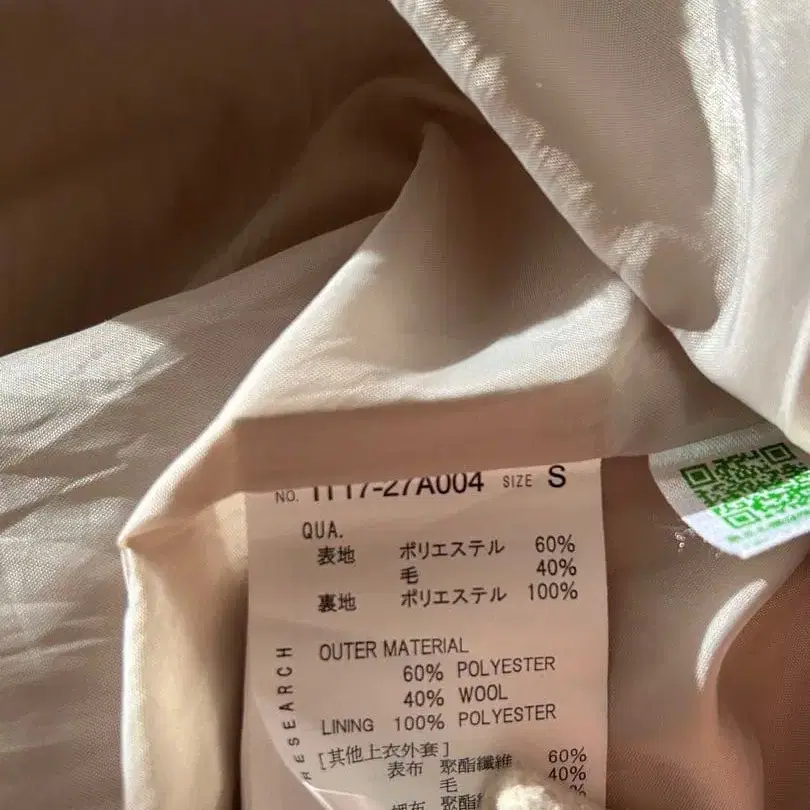 NO. IT17-27A004 SIZE S
QUA.
表地 ポリエステル 60%
毛 40%
裏地 ポリエステル 100%
OUTER MATERIAL
60% POLYESTER
40% WOOL
LINING 100% POLYESTER
[其他上衣外套]
表布 聚酯纖維 60%
毛 40%
RESEARCH